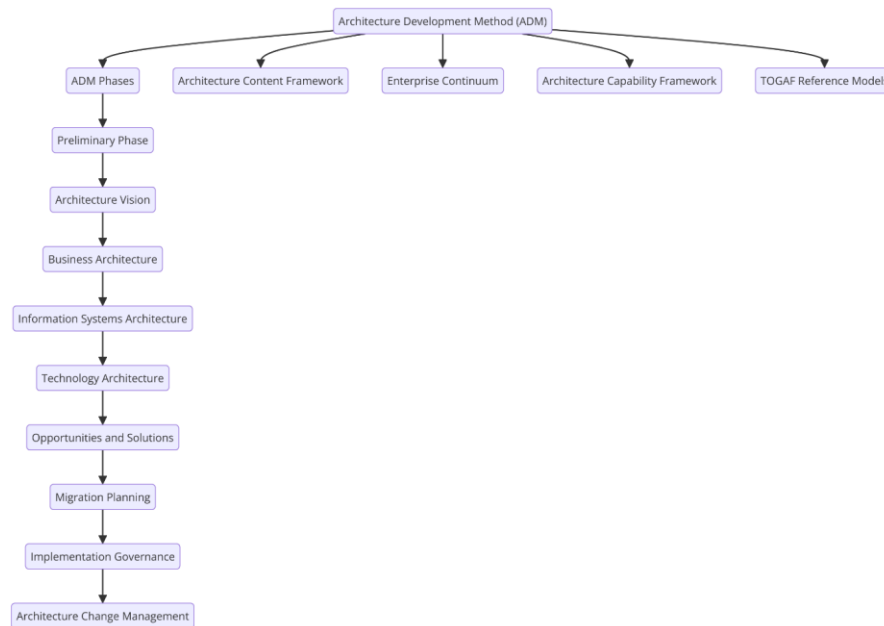 Architecture Development Method (ADM)
ADM Phases
Architecture Content Framework
Enterprise Continuum
Architecture Capability Framework
TOGAF Reference Models
Preliminary Phase
Architecture Vision
Business Architecture
Information Systems Architecture
Technology Architecture
Opportunities and Solutions
Migration Planning
Implementation Governance
Architecture Change Management